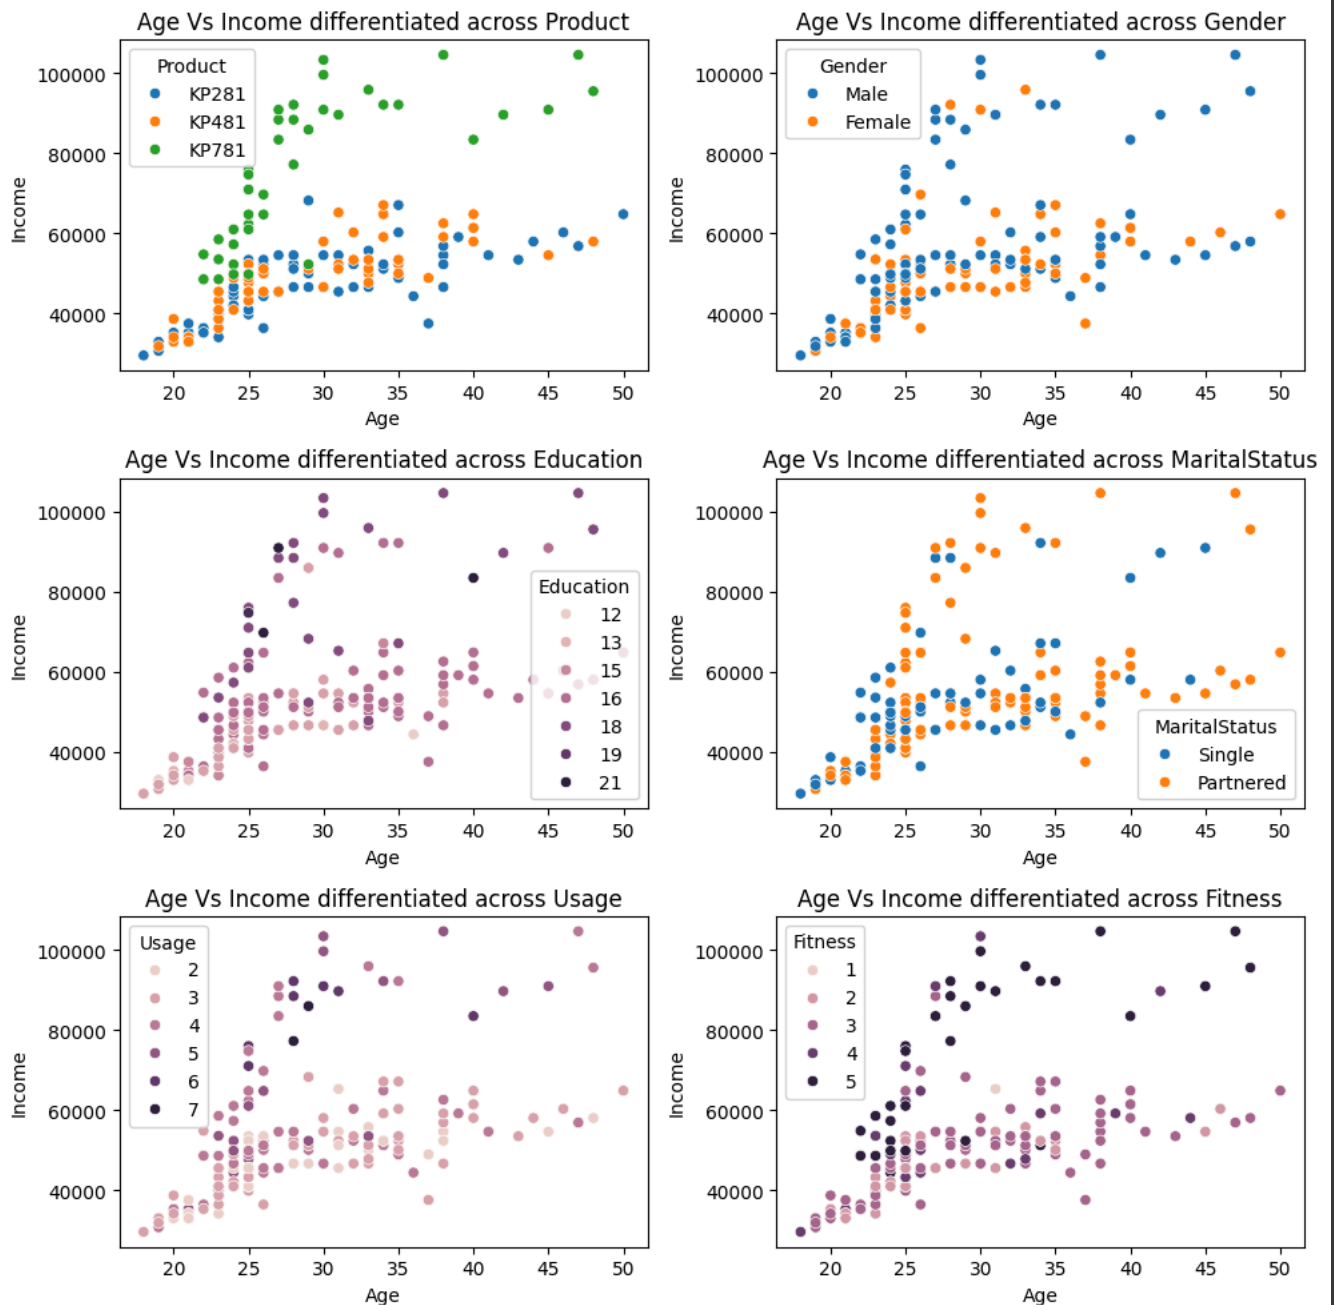 Age Vs Income differentiated across Product
Product
KP281
KP481
KP781
100000
80000
60000
40000
Income
20 25 30 35 40 45 50
Age
Age Vs Income differentiated across Gender
Gender
Male
Female
100000
80000
60000
40000
Income
20 25 30 35 40 45 50
Age
Age Vs Income differentiated across Education
100000
80000
60000
40000
Income
Education
12
13
15
16
18
19
21
20 25 30 35 40 45 50
Age
Age Vs Income differentiated across MaritalStatus
100000
80000
60000
40000
Income
MaritalStatus
Single
Partnered
20 25 30 35 40 45 50
Age
Age Vs Income differentiated across Usage
Usage
2
3
4
5
6
7
100000
80000
60000
40000
Income
20 25 30 35 40 45 50
Age
Age Vs Income differentiated across Fitness
Fitness
1
2
3
4
5
100000
80000
60000
40000
Income
20 25 30 35 40 45 50
Age